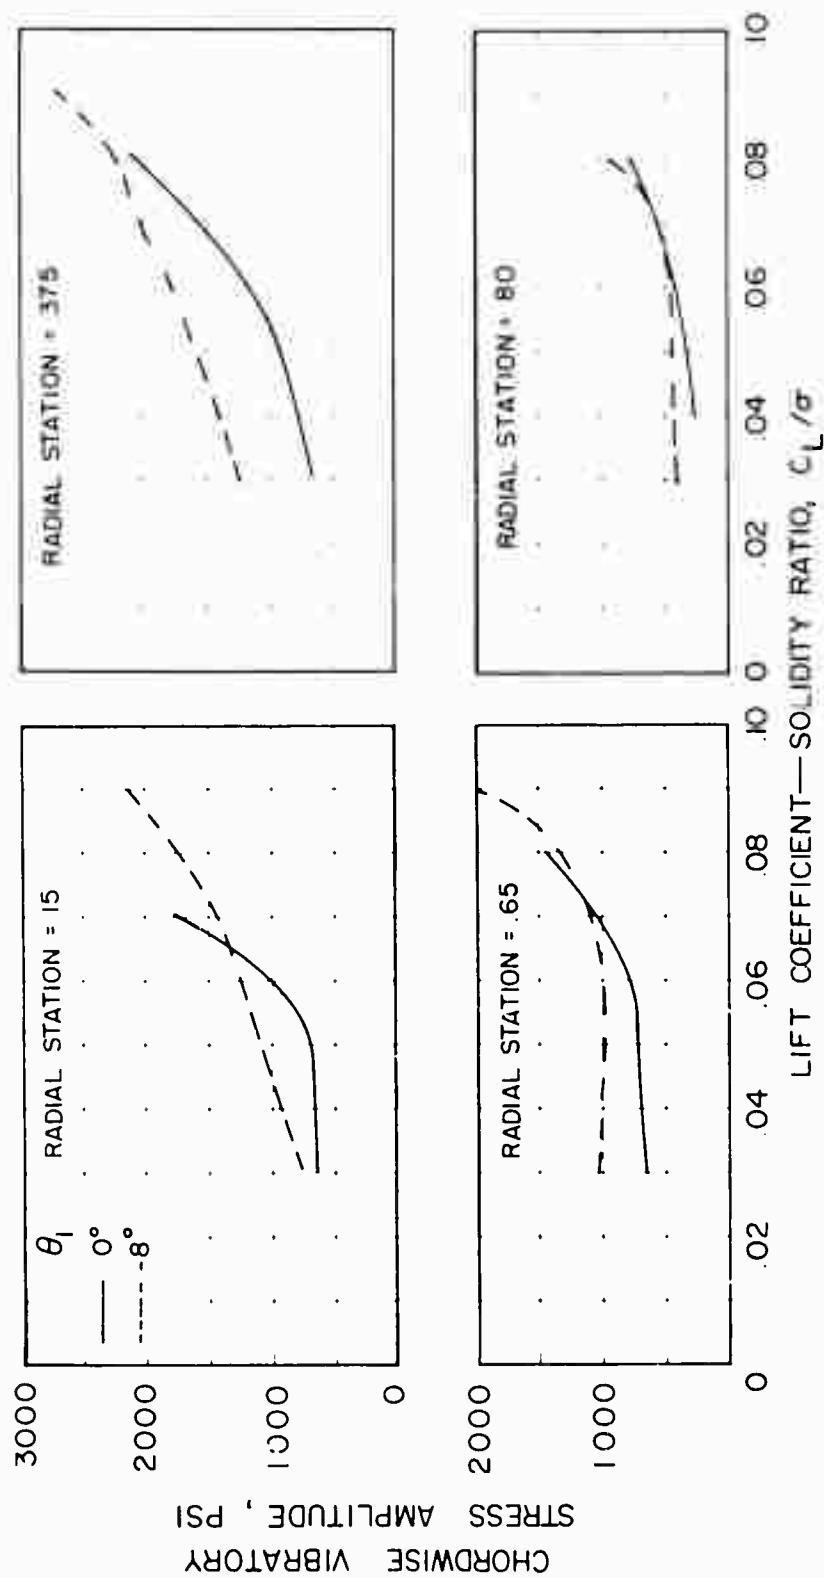 CHORDWISE VIBRATORY
STRESS AMPLITUDE, PSI
3000
2000
1000
0
θ₁
0°
-8°
RADIAL STATION = 15
RADIAL STATION = 375
2000
1000
RADIAL STATION = .65
RADIAL STATION = 80
0 .02 .04 .06 .08 .10
0 .02 .04 .06 .08 .10
LIFT COEFFICIENT—SOLIDITY RATIO, C_L/σ